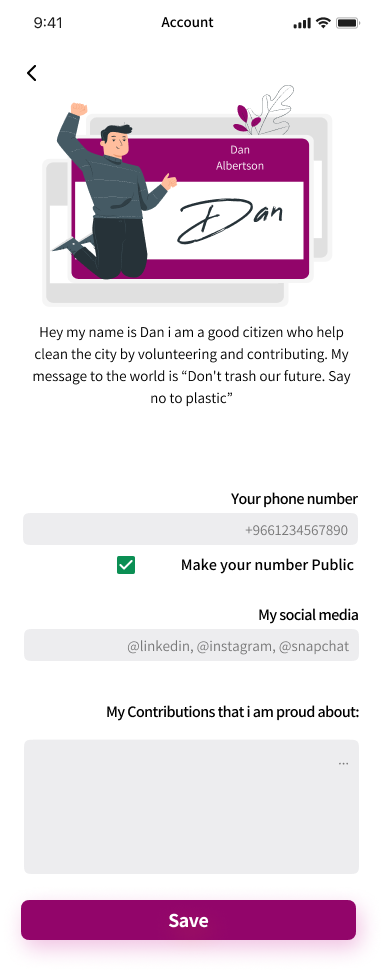 9:41
Account
Dan
Albertson
Dan
Hey my name is Dan i am a good citizen who help
clean the city by volunteering and contributing. My
message to the world is “Don't trash our future. Say
no to plastic”
Your phone number
+9661234567890
Make your number Public
My social media
@linkedin, @instagram, @snapchat
My Contributions that i am proud about:
...
Save